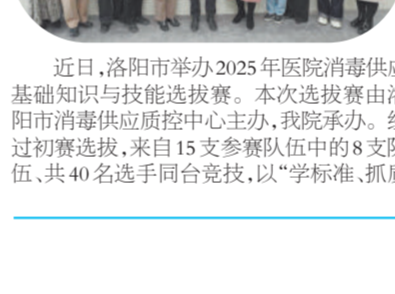 近日,洛阳市举办2025年医院消毒供应
基础知识与技能选拔赛。本次选拔赛由
阳市消毒供应质控中心主办,我院承办。
过初赛选拔,来自15支参赛队伍中的8支队
伍、共40名选手同台竞技,以“学标准、抓